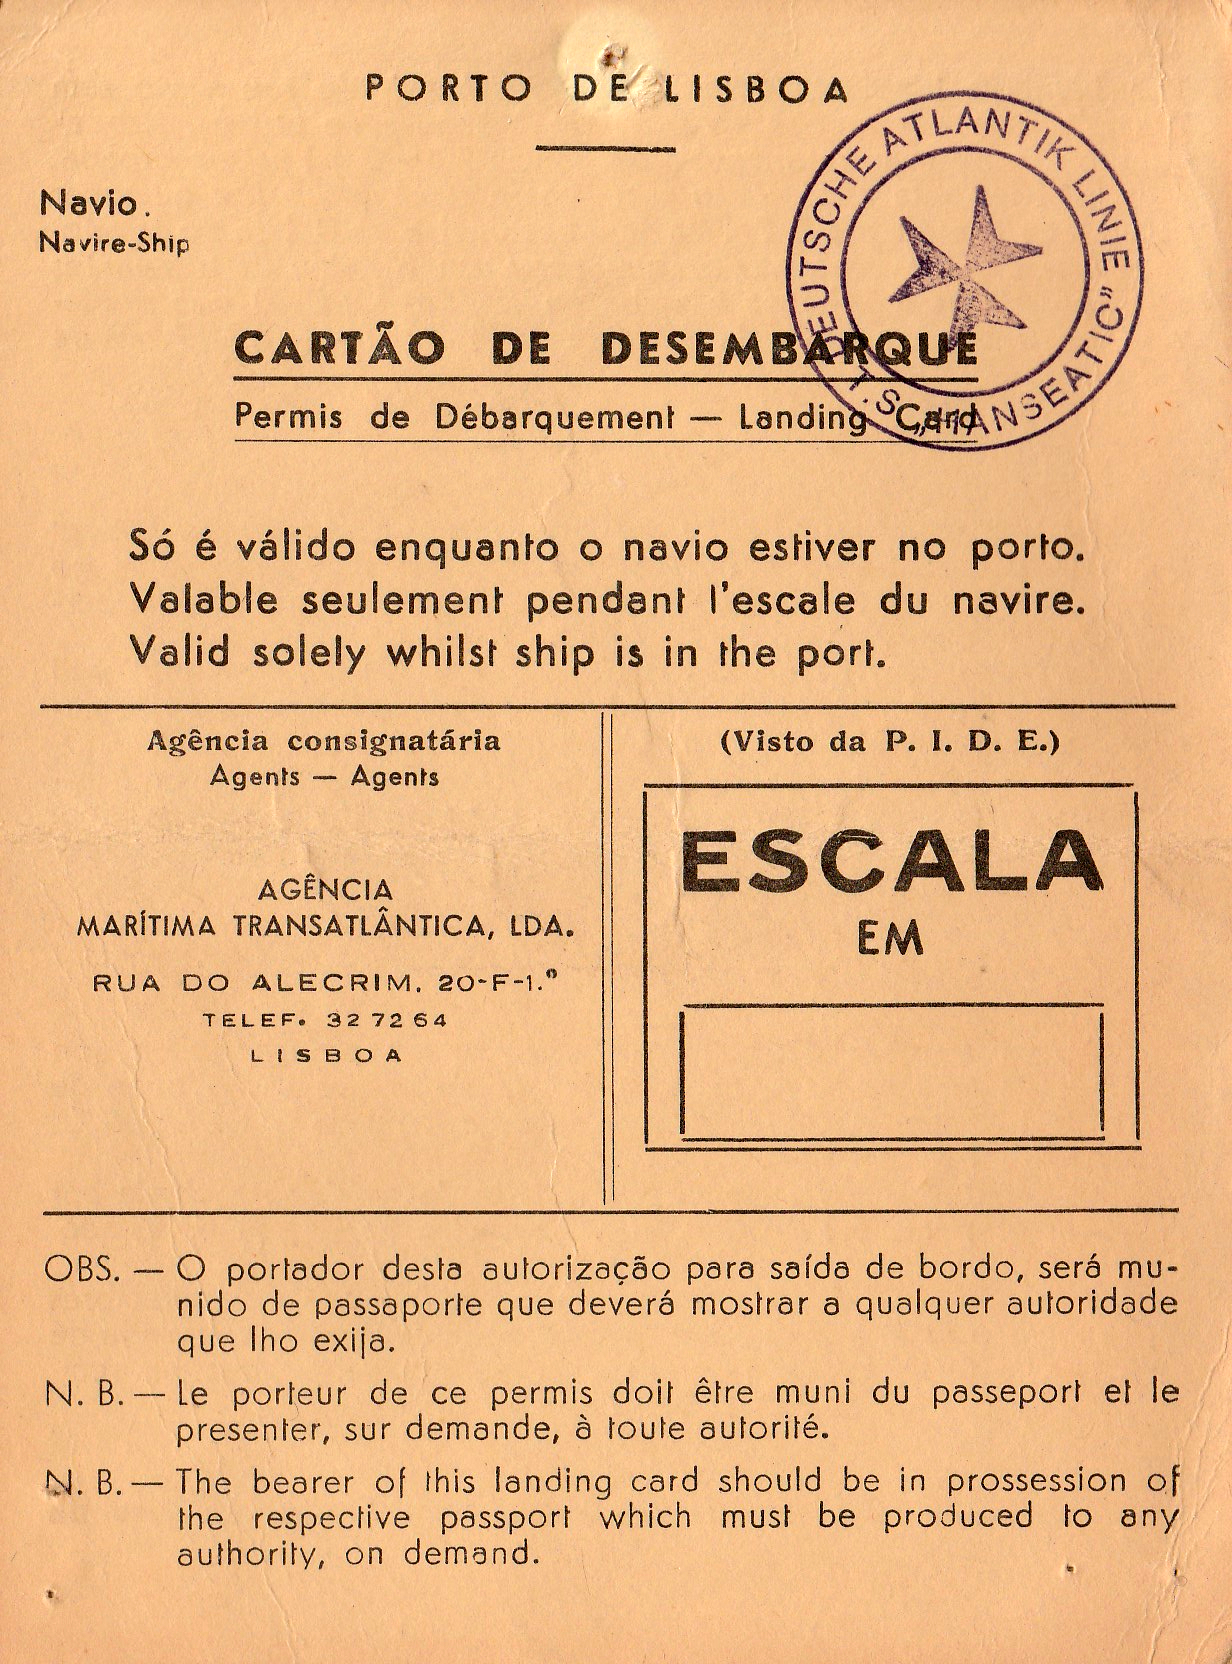 PORTO DE LISBOA
DEUTSCHE ATLANTIK LINIE
T.S. „HANSEATIC”
Navio.
Navire-Ship
CARTÃO DE DESEMBARQUE
Permis de Débarquement — Landing Card
Só é válido enquanto o navio estiver no porto.
Valable seulement pendant l'escale du navire.
Valid solely whilst ship is in the port.
Agência consignatária
Agents — Agents
AGÊNCIA
MARÍTIMA TRANSATLÂNTICA, LDA.
RUA DO ALECRIM. 20-F-1.º
TELEF. 32 72 64
LISBOA
(Visto da P. I. D. E.)
ESCALA
EM
OBS. — O portador desta autorização para saída de bordo, será mu-
nido de passaporte que deverá mostrar a qualquer autoridade
que lho exija.
N. B. — Le porteur de ce permis doit être muni du passeport et le
presenter, sur demande, à toute autorité.
N. B. — The bearer of this landing card should be in prossession of
the respective passport which must be produced to any
authority, on demand.